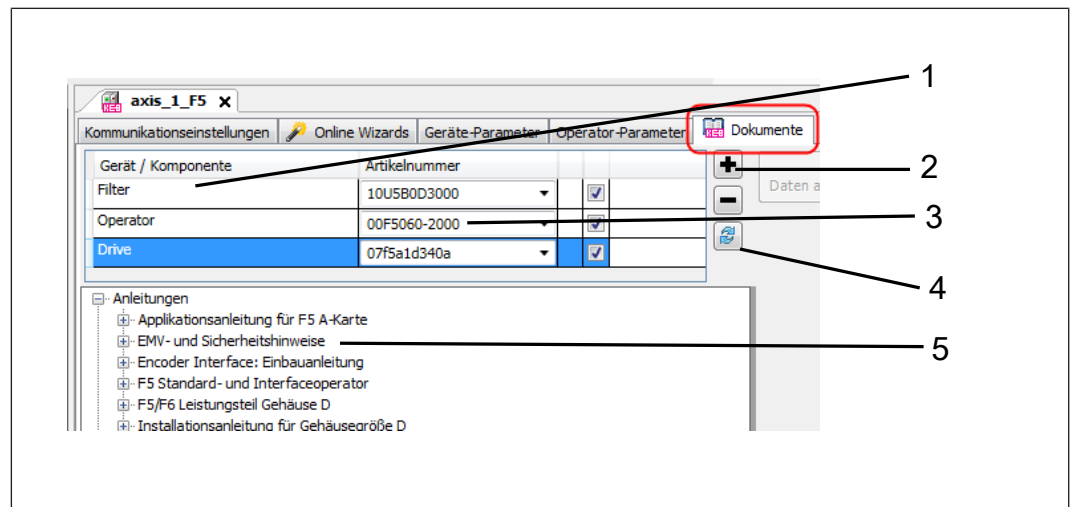 1
axis_1_F5 x
Kommunikationseinstellungen Online Wizards Geräte-Parameter Operator-Parameter KEB Dokumente
Gerät / Komponente Artikelnummer
2
Filter 10U5B0D3000
Daten a
Operator 00F5060-2000
3
Drive 07f5a1d340a
4
Anleitungen
Applikationsanleitung für F5 A-Karte
EMV- und Sicherheitshinweise
5
Encoder Interface: Einbauanleitung
F5 Standard- und Interfaceoperator
F5/F6 Leistungsteil Gehäuse D
Installationsanleitung für Gehäusegröße D